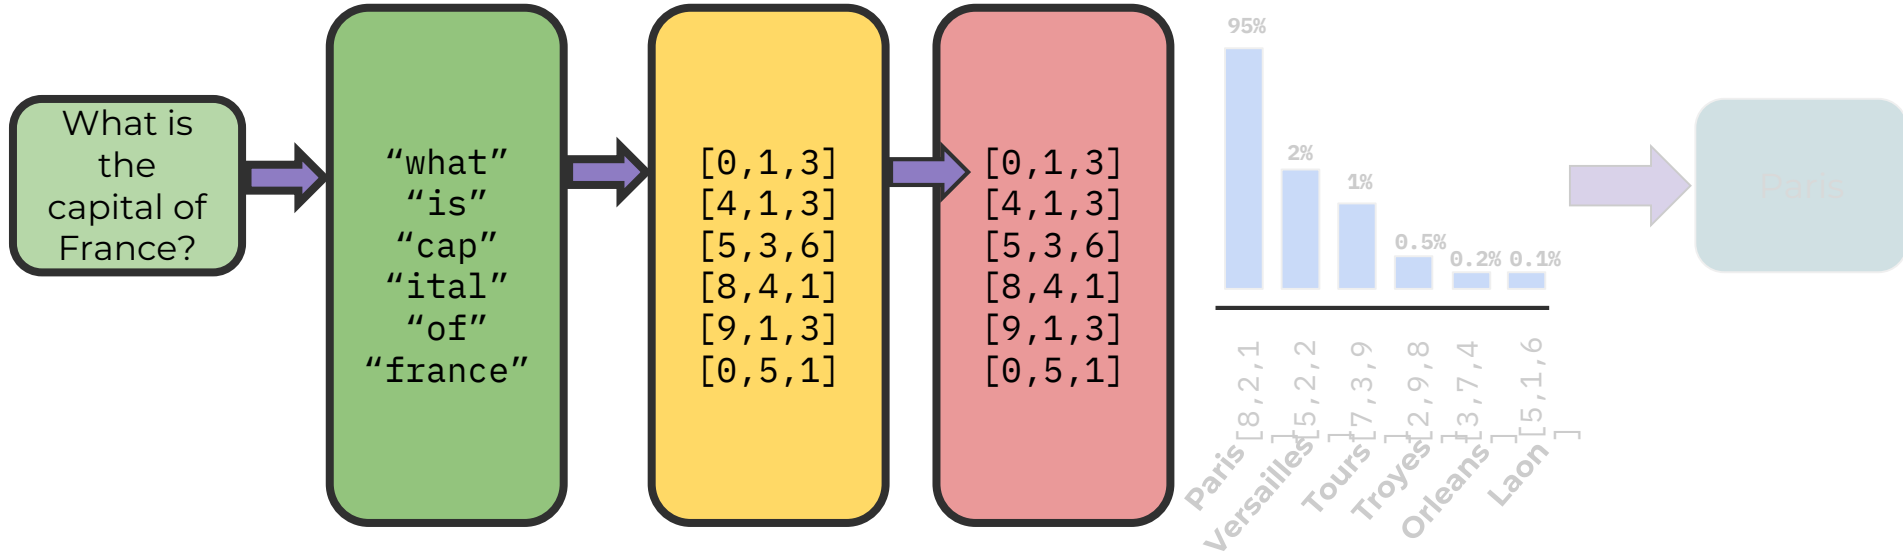 What is
the
capital of
France?
“what”
“is”
“cap”
“ital”
“of”
“france”
[0,1,3]
[4,1,3]
[5,3,6]
[8,4,1]
[9,1,3]
[0,5,1]
[0,1,3]
[4,1,3]
[5,3,6]
[8,4,1]
[9,1,3]
[0,5,1]
95%
2%
1%
0.5%
0.2%
0.1%
[8,2,1
]
[5,2,2
]
[7,3,9
]
[2,9,8
]
[3,7,4
]
[5,1,6
]
Paris
Versailles
Tours
Troyes
Orleans
Laon
Paris